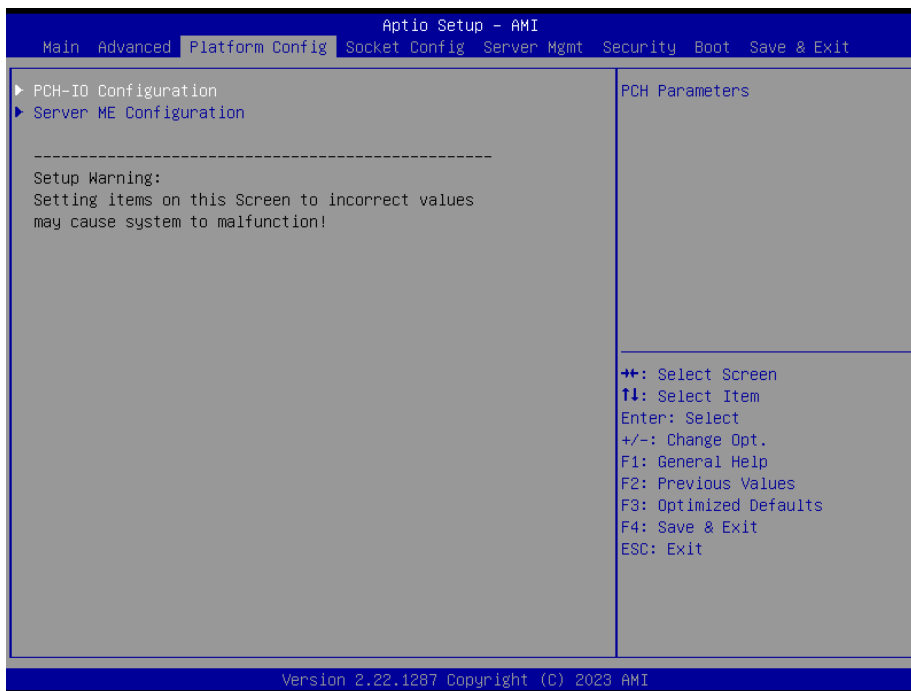 Aptio Setup – AMI
Main Advanced Platform Config Socket Config Server Mgmt Security Boot Save & Exit
▶ PCH-IO Configuration
▶ Server ME Configuration
--------------------------------------------------
Setup Warning:
Setting items on this Screen to incorrect values
may cause system to malfunction!
PCH Parameters
→←: Select Screen
↑↓: Select Item
Enter: Select
+/-: Change Opt.
F1: General Help
F2: Previous Values
F3: Optimized Defaults
F4: Save & Exit
ESC: Exit
Version 2.22.1287 Copyright (C) 2023 AMI